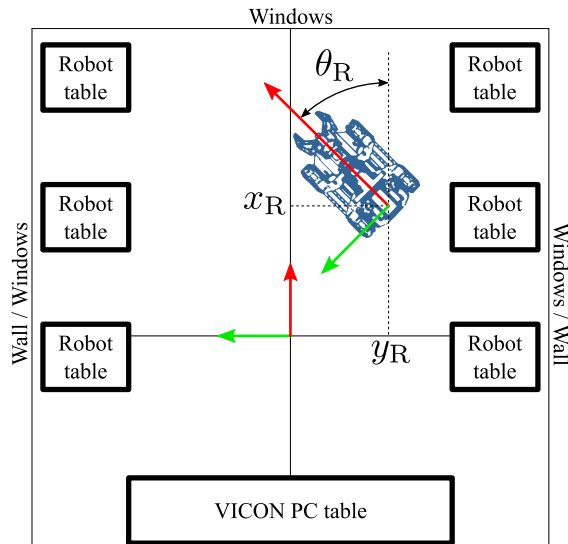 Windows
Robot
table
θR
Robot
table
Robot
table
xR
Robot
table
Wall / Windows
Windows / Wall
Robot
table
yR
Robot
table
VICON PC table